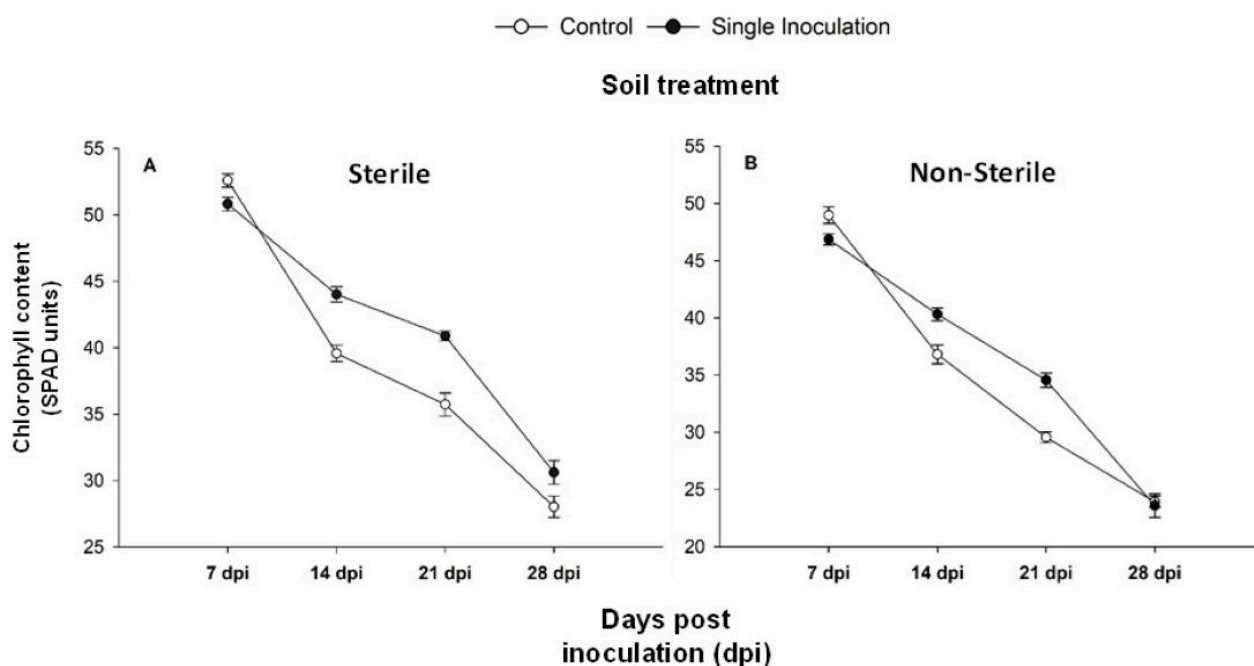 Control Single Inoculation
Soil treatment
A
Sterile
55
50
45
40
35
30
25
7 dpi 14 dpi 21 dpi 28 dpi
Chlorophyll content
(SPAD units)
B
Non-Sterile
55
50
45
40
35
30
25
20
7 dpi 14 dpi 21 dpi 28 dpi
Days post
inoculation (dpi)